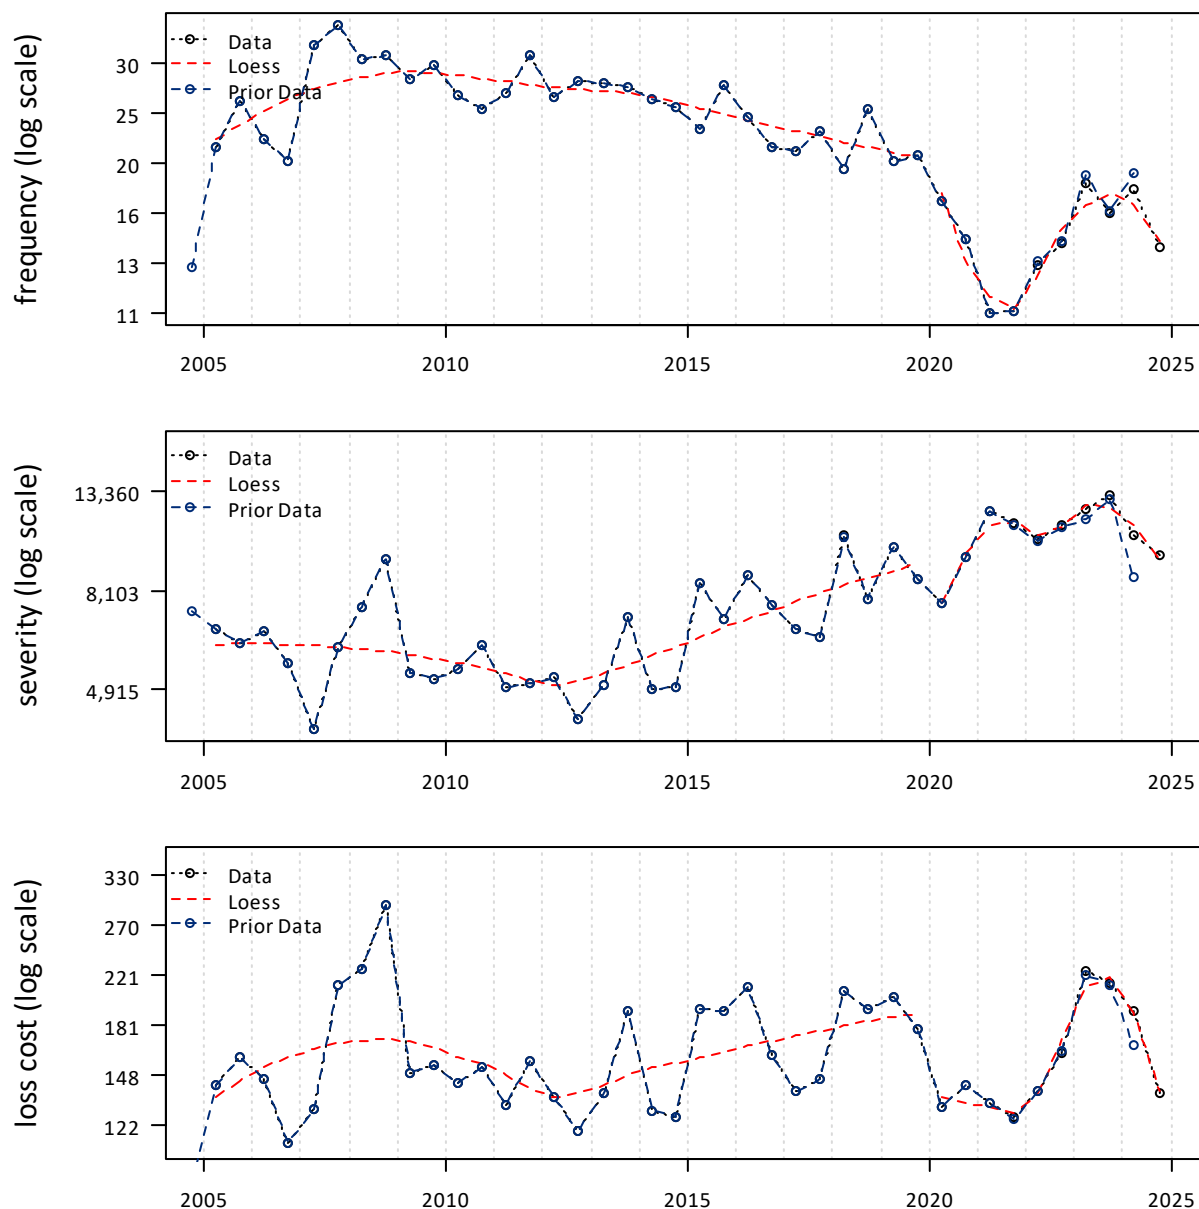 frequency (log scale)
30
25
20
16
13
11
Data
Loess
Prior Data
2005 2010 2015 2020 2025
severity (log scale)
13,360
8,103
4,915
Data
Loess
Prior Data
2005 2010 2015 2020 2025
loss cost (log scale)
330
270
221
181
148
122
Data
Loess
Prior Data
2005 2010 2015 2020 2025